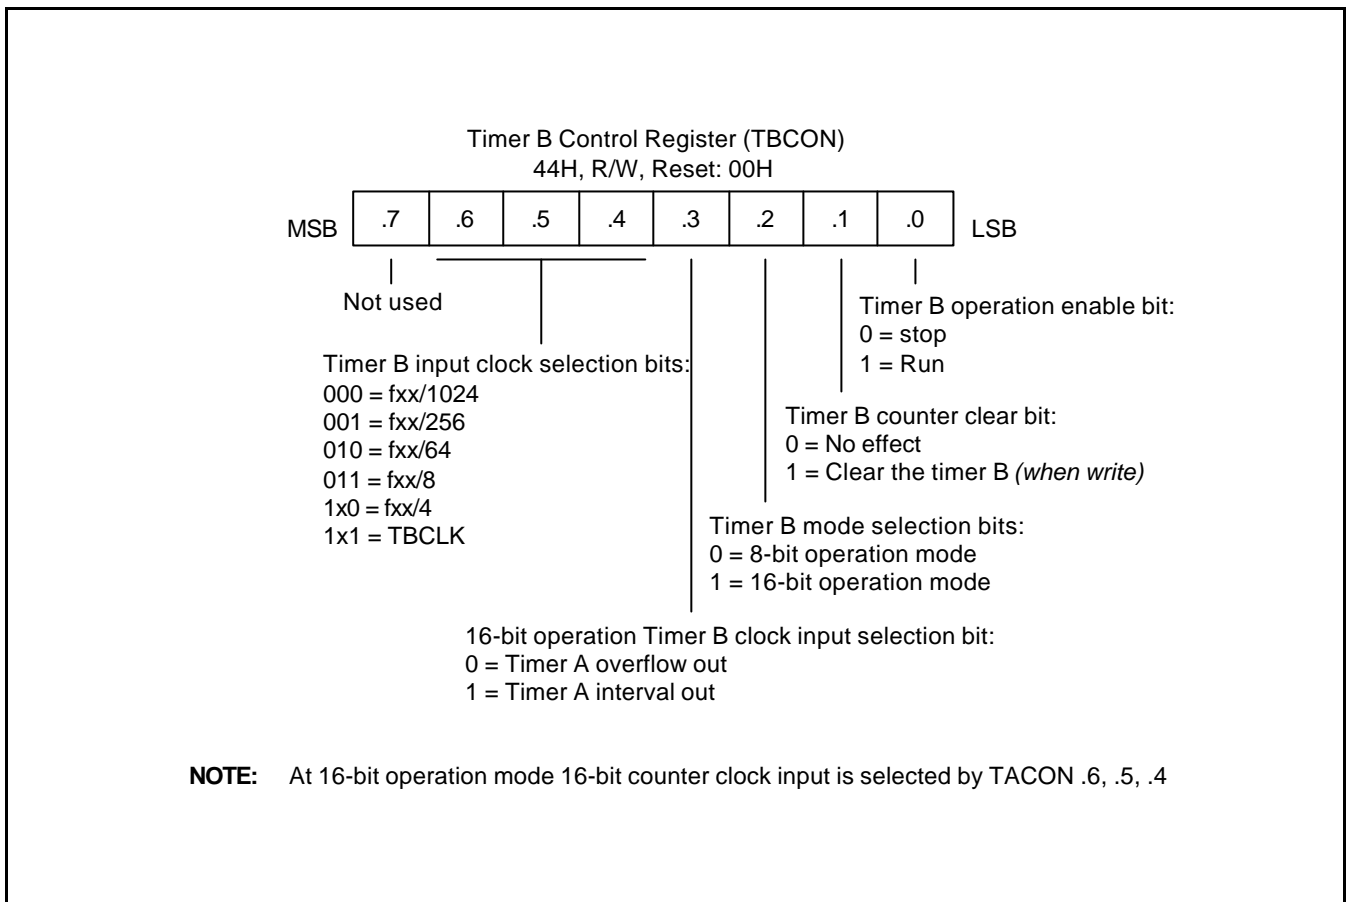 Timer B Control Register (TBCON)
44H, R/W, Reset: 00H
MSB .7 .6 .5 .4 .3 .2 .1 .0 LSB
Not used
Timer B operation enable bit:
0 = stop
1 = Run
Timer B input clock selection bits:
000 = fxx/1024
001 = fxx/256
010 = fxx/64
011 = fxx/8
1x0 = fxx/4
1x1 = TBCLK
Timer B counter clear bit:
0 = No effect
1 = Clear the timer B (when write)
Timer B mode selection bits:
0 = 8-bit operation mode
1 = 16-bit operation mode
16-bit operation Timer B clock input selection bit:
0 = Timer A overflow out
1 = Timer A interval out
NOTE: At 16-bit operation mode 16-bit counter clock input is selected by TACON .6, .5, .4